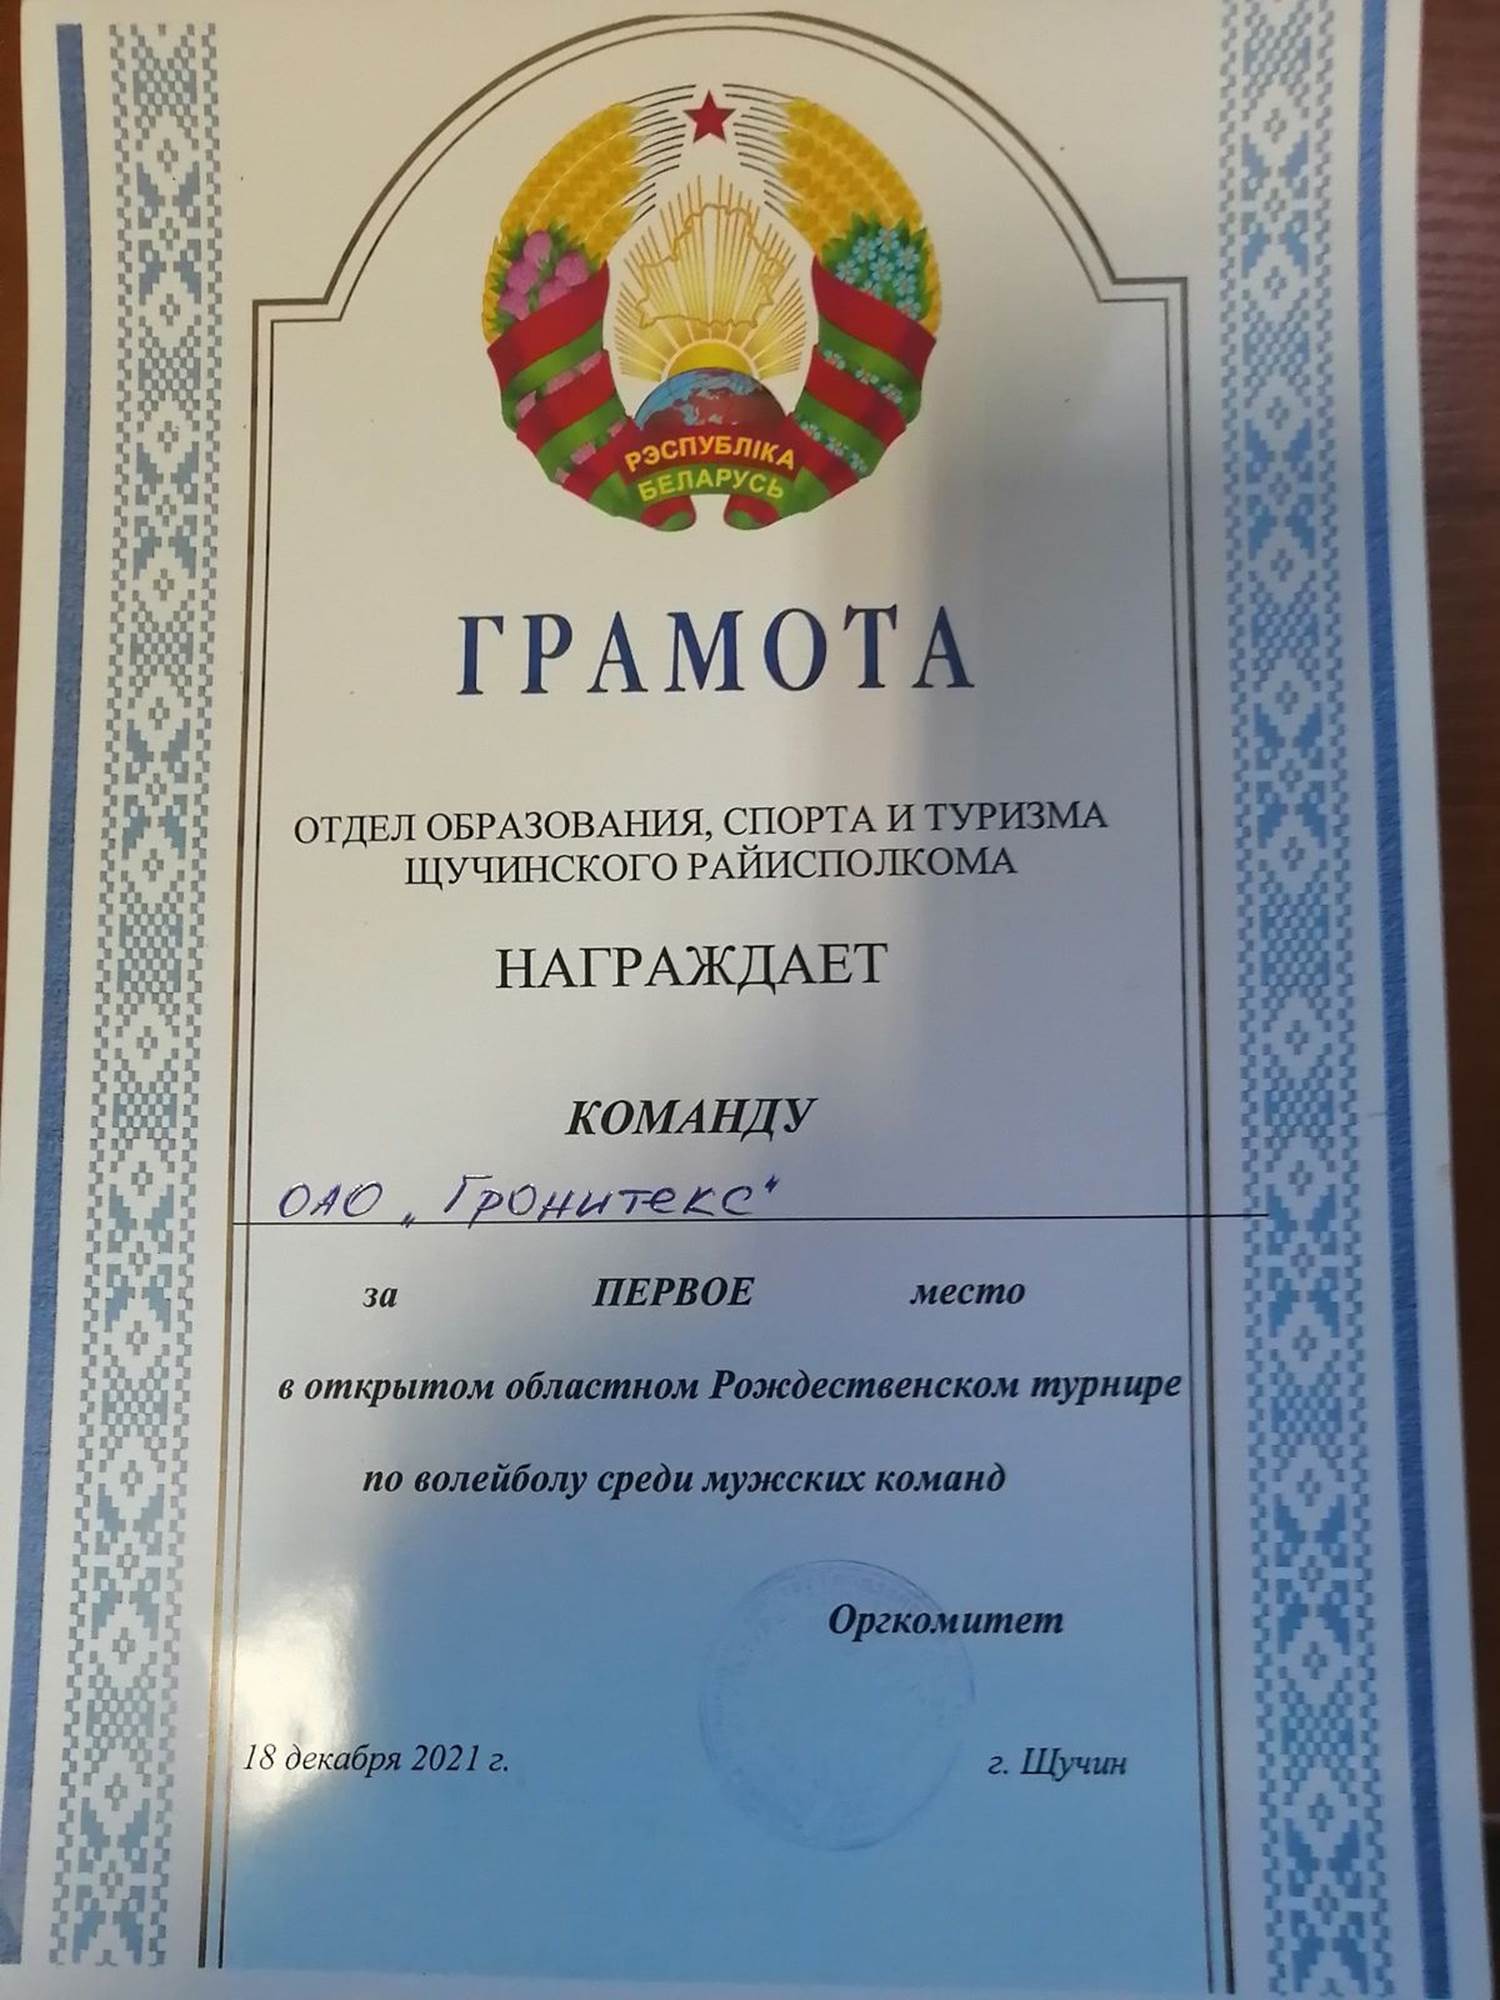 РЭСПУБЛІКА
БЕЛАРУСЬ
ГРАМОТА
ОТДЕЛ ОБРАЗОВАНИЯ, СПОРТА И ТУРИЗМА
ЩУЧИНСКОГО РАЙИСПОЛКОМА
НАГРАЖДАЕТ
КОМАНДУ
ОАО „Гронитекс"
за ПЕРВОЕ место
в открытом областном Рождественском турнире
по волейболу среди мужских команд
Оргкомитет
18 декабря 2021 г. г. Щучин